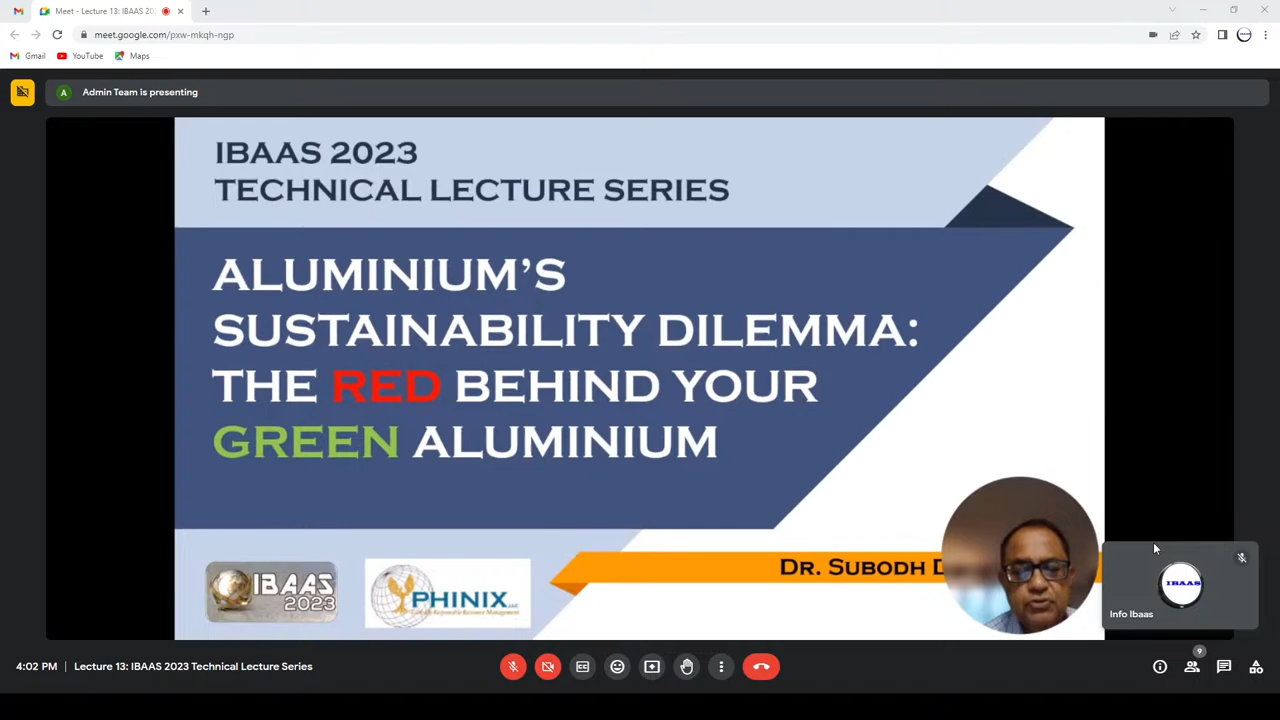 Meet - Lecture 13: IBAAS 20
meet.google.com/pxw-mkqh-ngp
Gmail
YouTube
Maps
A
Admin Team is presenting
IBAAS 2023
TECHNICAL LECTURE SERIES
ALUMINIUM’S
SUSTAINABILITY DILEMMA:
THE RED BEHIND YOUR
GREEN ALUMINIUM
IBAAS
2023
PHINIX
DR. SUBODH D
IBAAS
Info Ibaas
4:02 PM | Lecture 13: IBAAS 2023 Technical Lecture Series
9